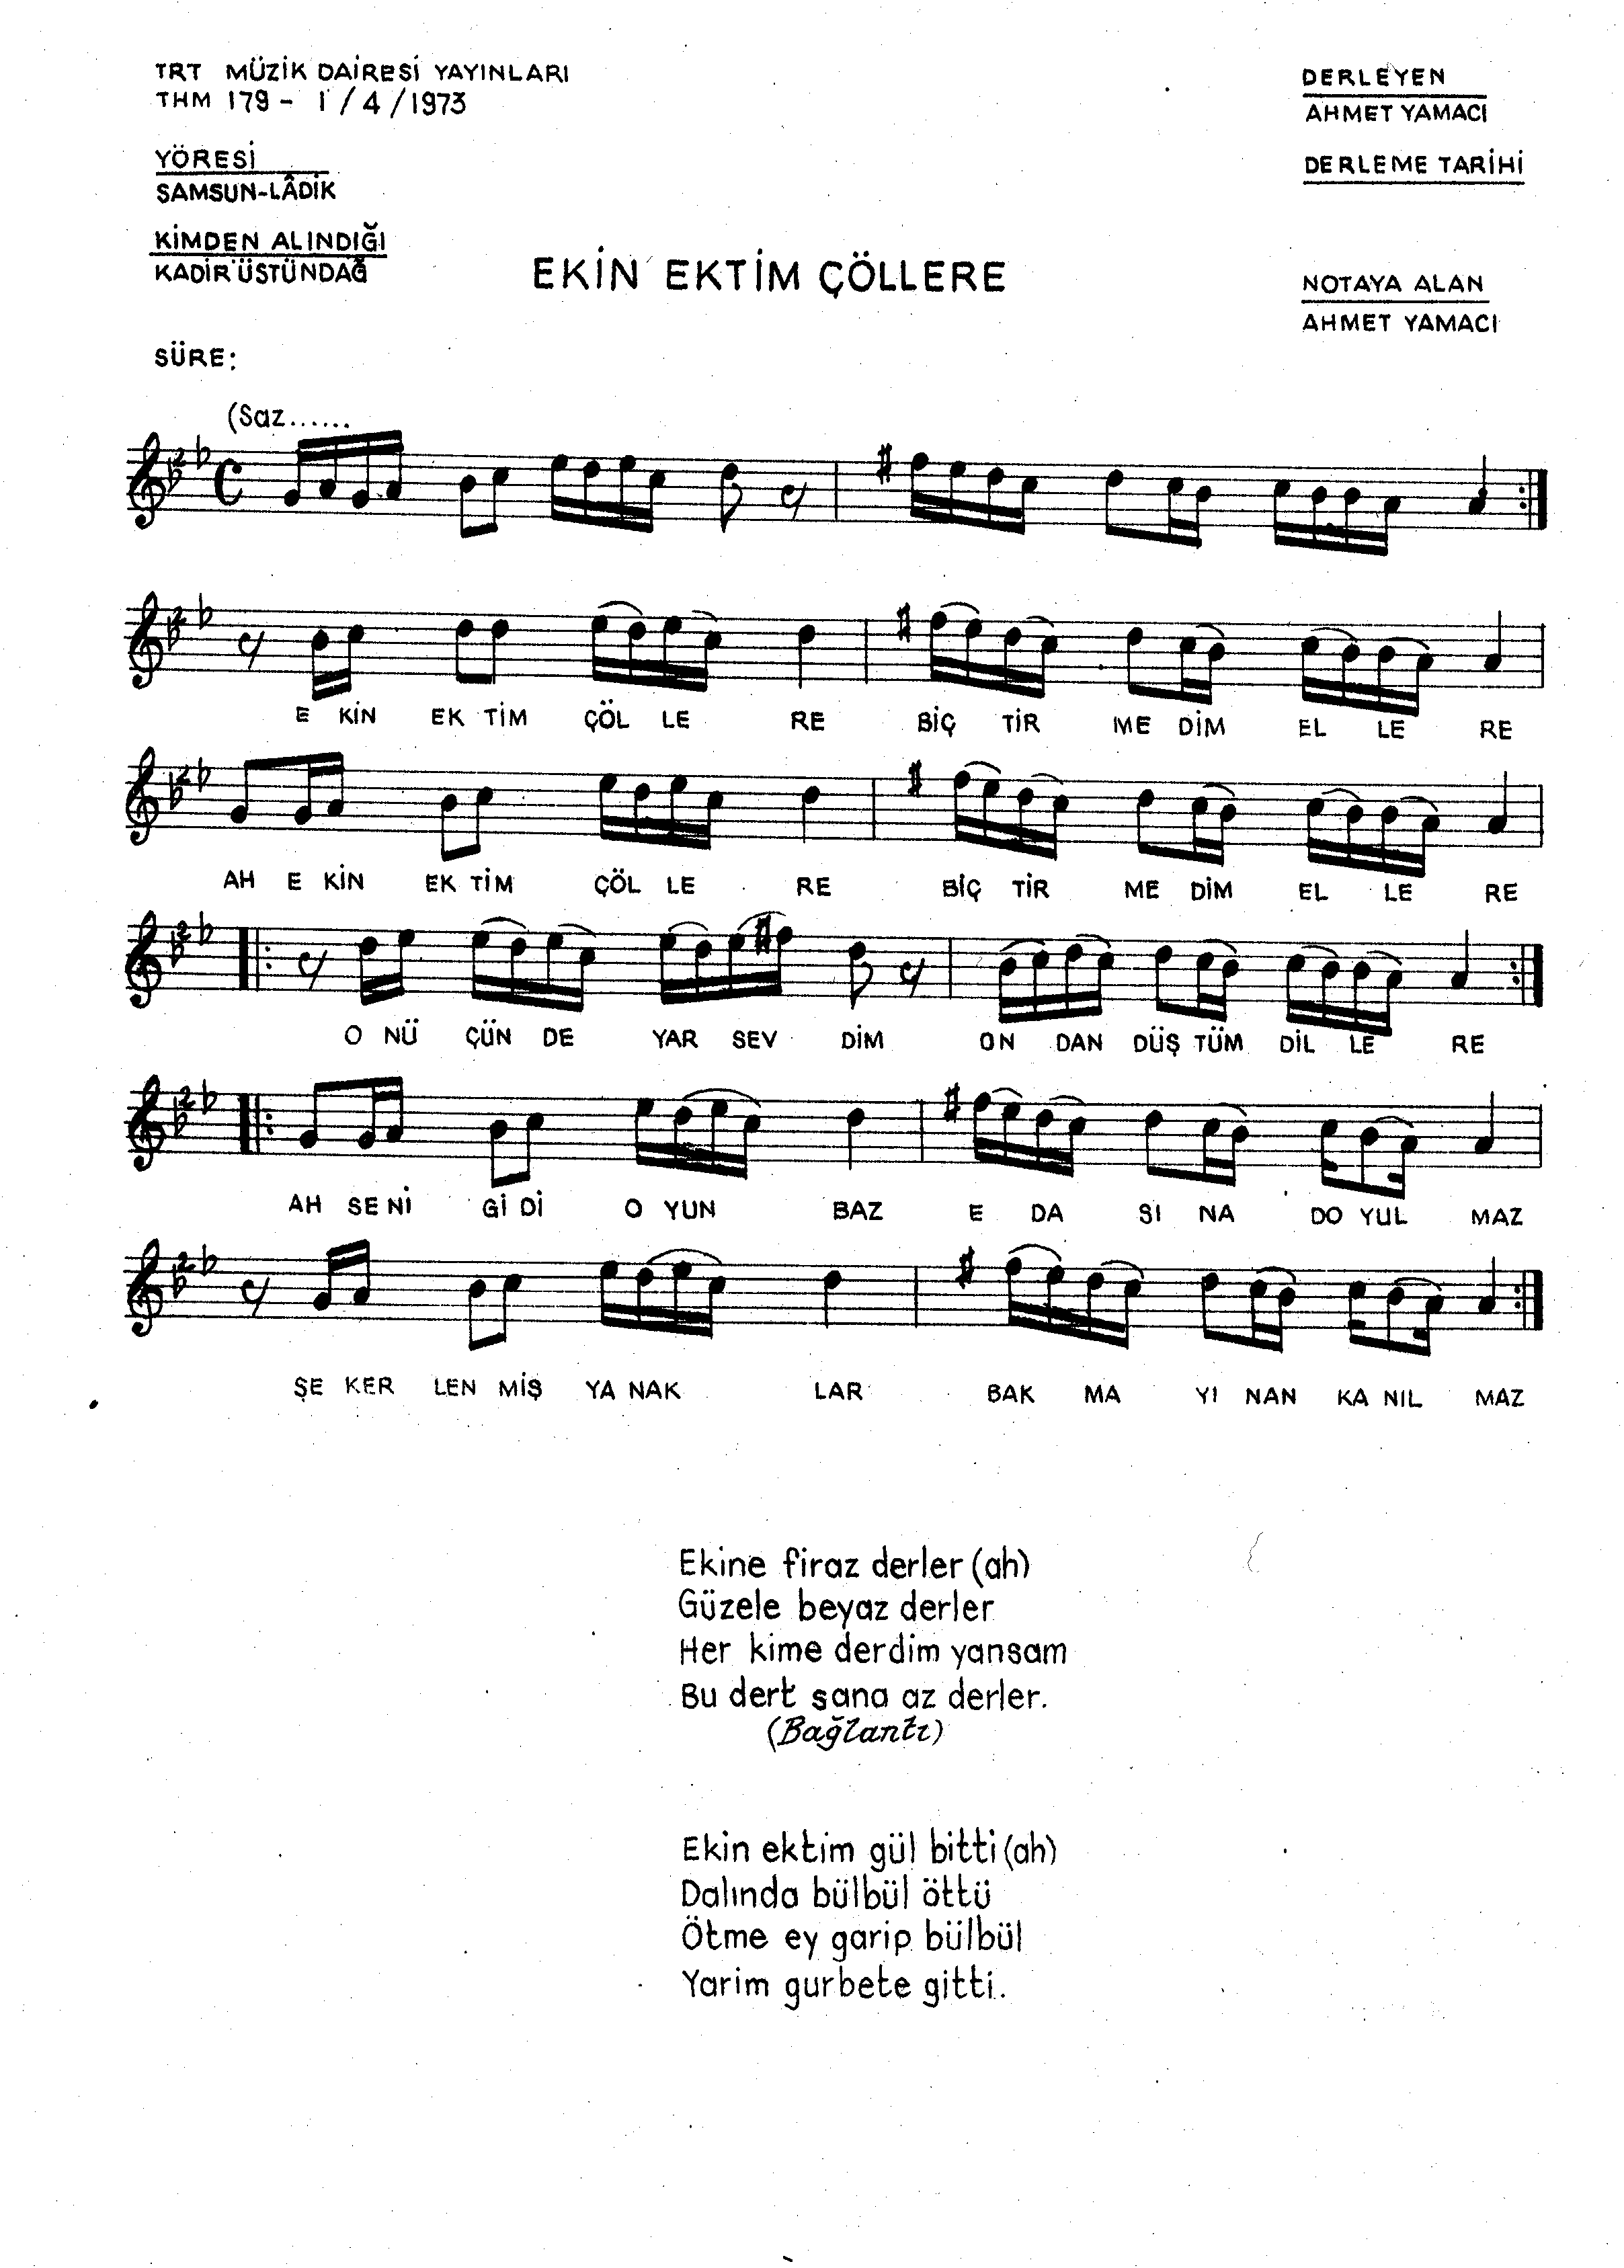 TRT MÜZİK DAİRESİ YAYINLARI
THM 179 - 1 / 4 / 1973
DERLEYEN
AHMET YAMACI
YÖRESİ
SAMSUN-LÂDİK
DERLEME TARİHİ
KİMDEN ALINDIĞI
KADİR ÜSTÜNDAĞ
EKİN EKTİM ÇÖLLERE
NOTAYA ALAN
AHMET YAMACI
SÜRE:
(Saz......
E KİN EK TİM ÇÖL LE RE BİÇ TİR ME DİM EL LE RE
AH E KİN EK TİM ÇÖL LE RE BİÇ TİR ME DİM EL LE RE
O NÜ ÇÜN DE YAR SEV DİM ON DAN DÜŞ TÜM DİL LE RE
AH SE Nİ Gİ Dİ O YUN BAZ E DA SI NA DO YUL MAZ
ŞE KER LEN MİŞ YA NAK LAR BAK MA YI NAN KA NIL MAZ
Ekine firaz derler (ah)
Güzele beyaz derler
Her kime derdim yansam
Bu dert sana az derler.
(Bağlantı)
Ekin ektim gül bitti (ah)
Dalında bülbül öttü
Ötme ey garip bülbül
Yarim gurbete gitti.